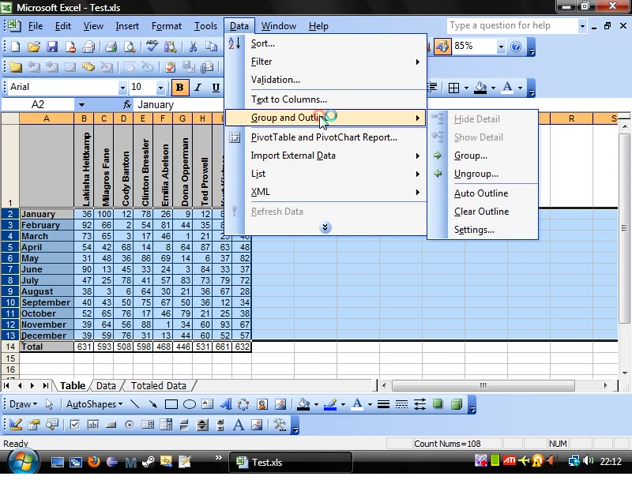 Microsoft Excel - Test.xls
File Edit View Insert Format Tools Data Window Help Type a question for help
85%
Arial 10 B I
A2 January
A B C D E F G H R S
1 Lakisha Heitkamp Milagros Fane Cody Bannon Clinton Bressler Emilia Abelson Dona Opperman Ted Prowell
2 January 36 100 12 78 26 9 12
3 February 92 66 2 54 81 44 35
4 March 73 65 3 17 46 1 21
5 April 54 42 68 14 8 64 87 63 48
6 May 31 48 36 86 69 14 6 37 82
7 June 90 13 45 33 24 3 84 33 37
8 July 47 25 78 41 57 83 73 79 72
9 August 38 3 6 64 30 21 36 67 28
10 September 40 43 50 75 67 50 36 12 34
11 October 52 65 76 17 46 79 21 25 38
12 November 39 64 56 88 1 34 60 93 67
13 December 39 59 76 31 13 44 60 52 57
14 Total 631 593 508 598 468 446 531 661 632
15
16
Sort...
Filter
Validation...
Text to Columns...
Group and Outline
PivotTable and PivotChart Report...
Import External Data
List
XML
Refresh Data
Hide Detail
Show Detail
Group...
Ungroup...
Auto Outline
Clear Outline
Settings...
Table Data Totaled Data
Draw AutoShapes
Ready Count Nums=108 NUM
Test.xls ATI 22:12